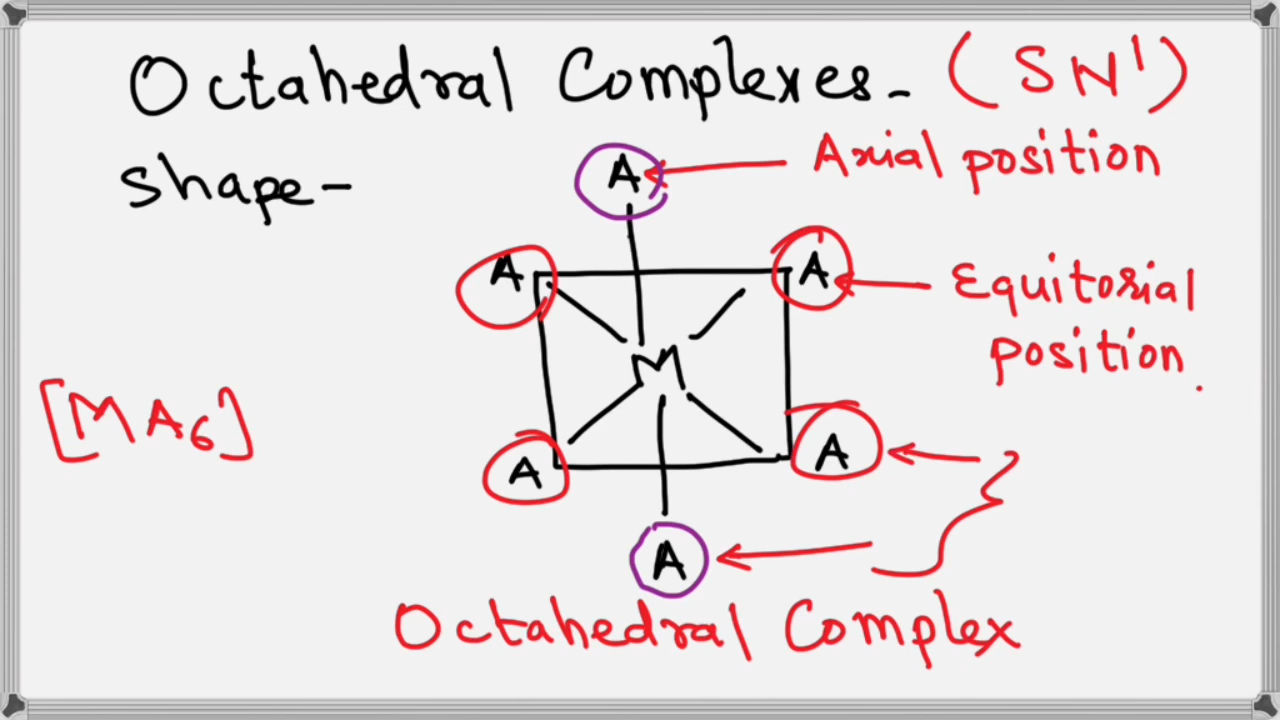 Octahedral Complexes- (SN¹)
Shape-
A
Axial position
A
A
Equitorial
position.
M
[MA₆]
A
A
A
Octahedral Complex